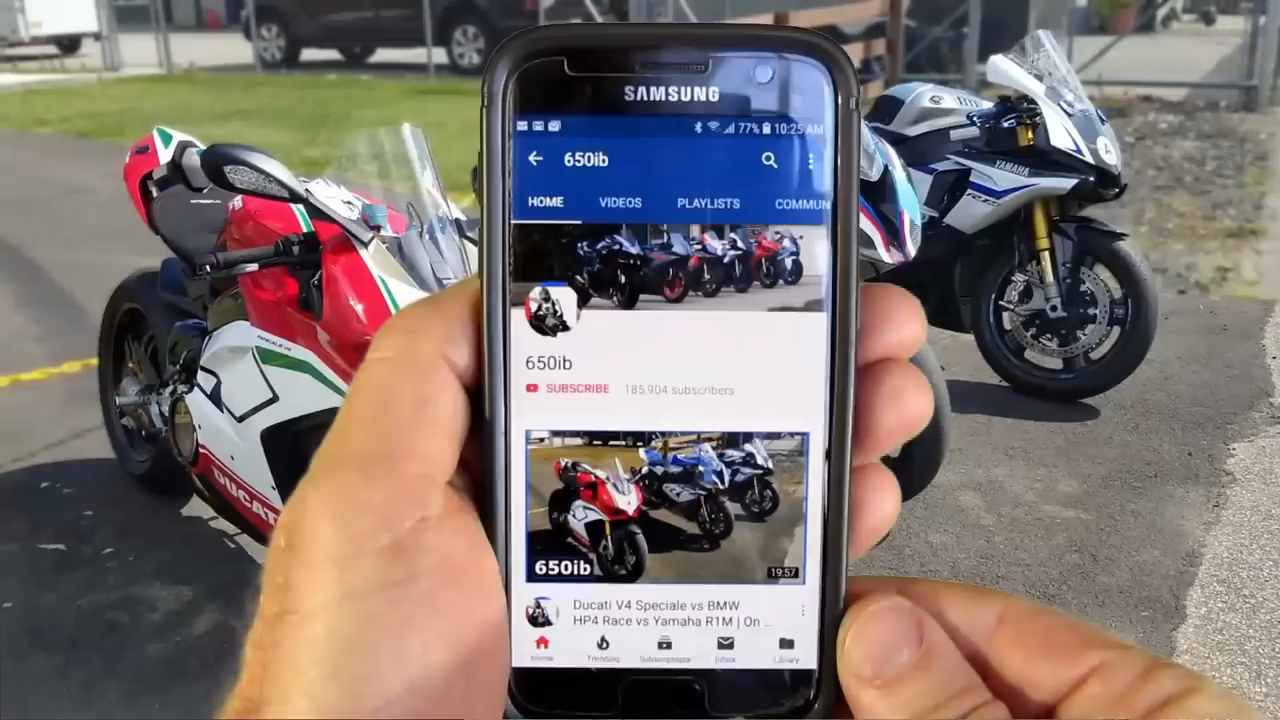 SAMSUNG
77% 10:25 AM
650ib
HOME VIDEOS PLAYLISTS COMMUN
650ib
SUBSCRIBE 185,904 subscribers
650ib
19:57
Ducati V4 Speciale vs BMW
HP4 Race vs Yamaha R1M | On ...
Home Trending Subscriptions Inbox Library
DUCATI
YAMAHA